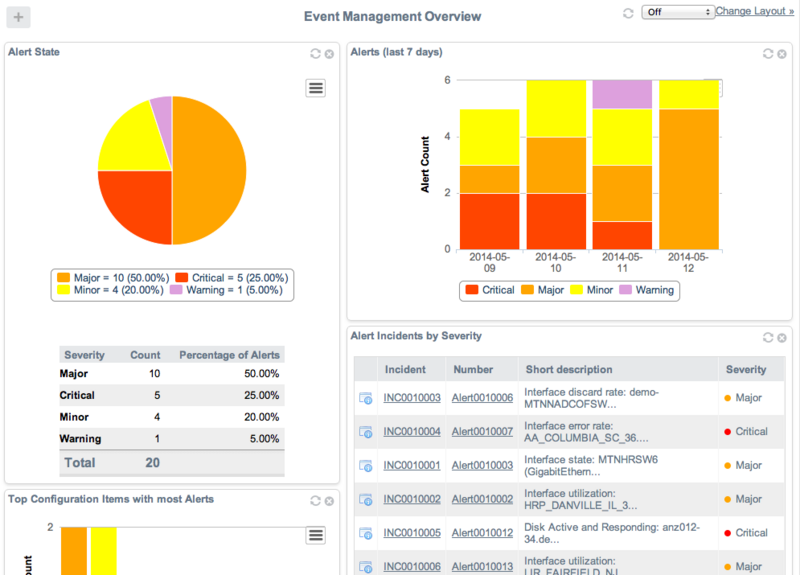 Event Management Overview
Off
Change Layout »
Alert State
Major = 10 (50.00%) Critical = 5 (25.00%)
Minor = 4 (20.00%) Warning = 1 (5.00%)
Severity Count Percentage of Alerts
Major 10 50.00%
Critical 5 25.00%
Minor 4 20.00%
Warning 1 5.00%
Total 20
Top Configuration Items with most Alerts
2
Alerts (last 7 days)
Alert Count
6
4
2
0
2014-05-09
2014-05-10
2014-05-11
2014-05-12
Critical Major Minor Warning
Alert Incidents by Severity
Incident Number Short description Severity
INC0010003 Alert0010006 Interface discard rate: demo-
MTNNADCOFSW... Major
INC0010004 Alert0010007 Interface error rate:
AA_COLUMBIA_SC_36.... Critical
INC0010001 Alert0010003 Interface state: MTNHRSW6
(GigabitEthem... Major
INC0010002 Alert0010002 Interface utilization:
HRP_DANVILLE_IL_3... Major
INC0010005 Alert0010012 Disk Active and Responding: anz012-
34.de... Critical
INC0010006 Alert0010013 Interface utilization:
Major